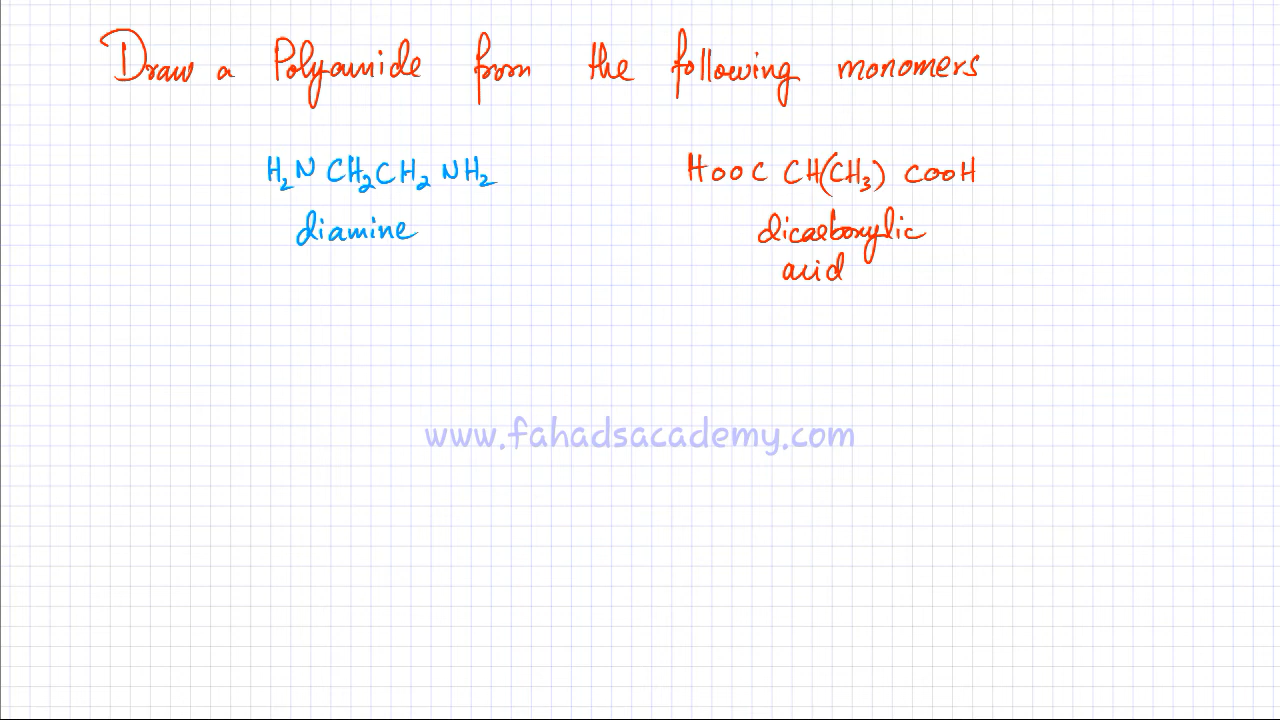 Draw a Polyamide from the following monomers
H₂N CH₂CH₂ NH₂ HOOC CH(CH₃) COOH
diamine dicarboxylic
acid
www.fahadsacademy.com